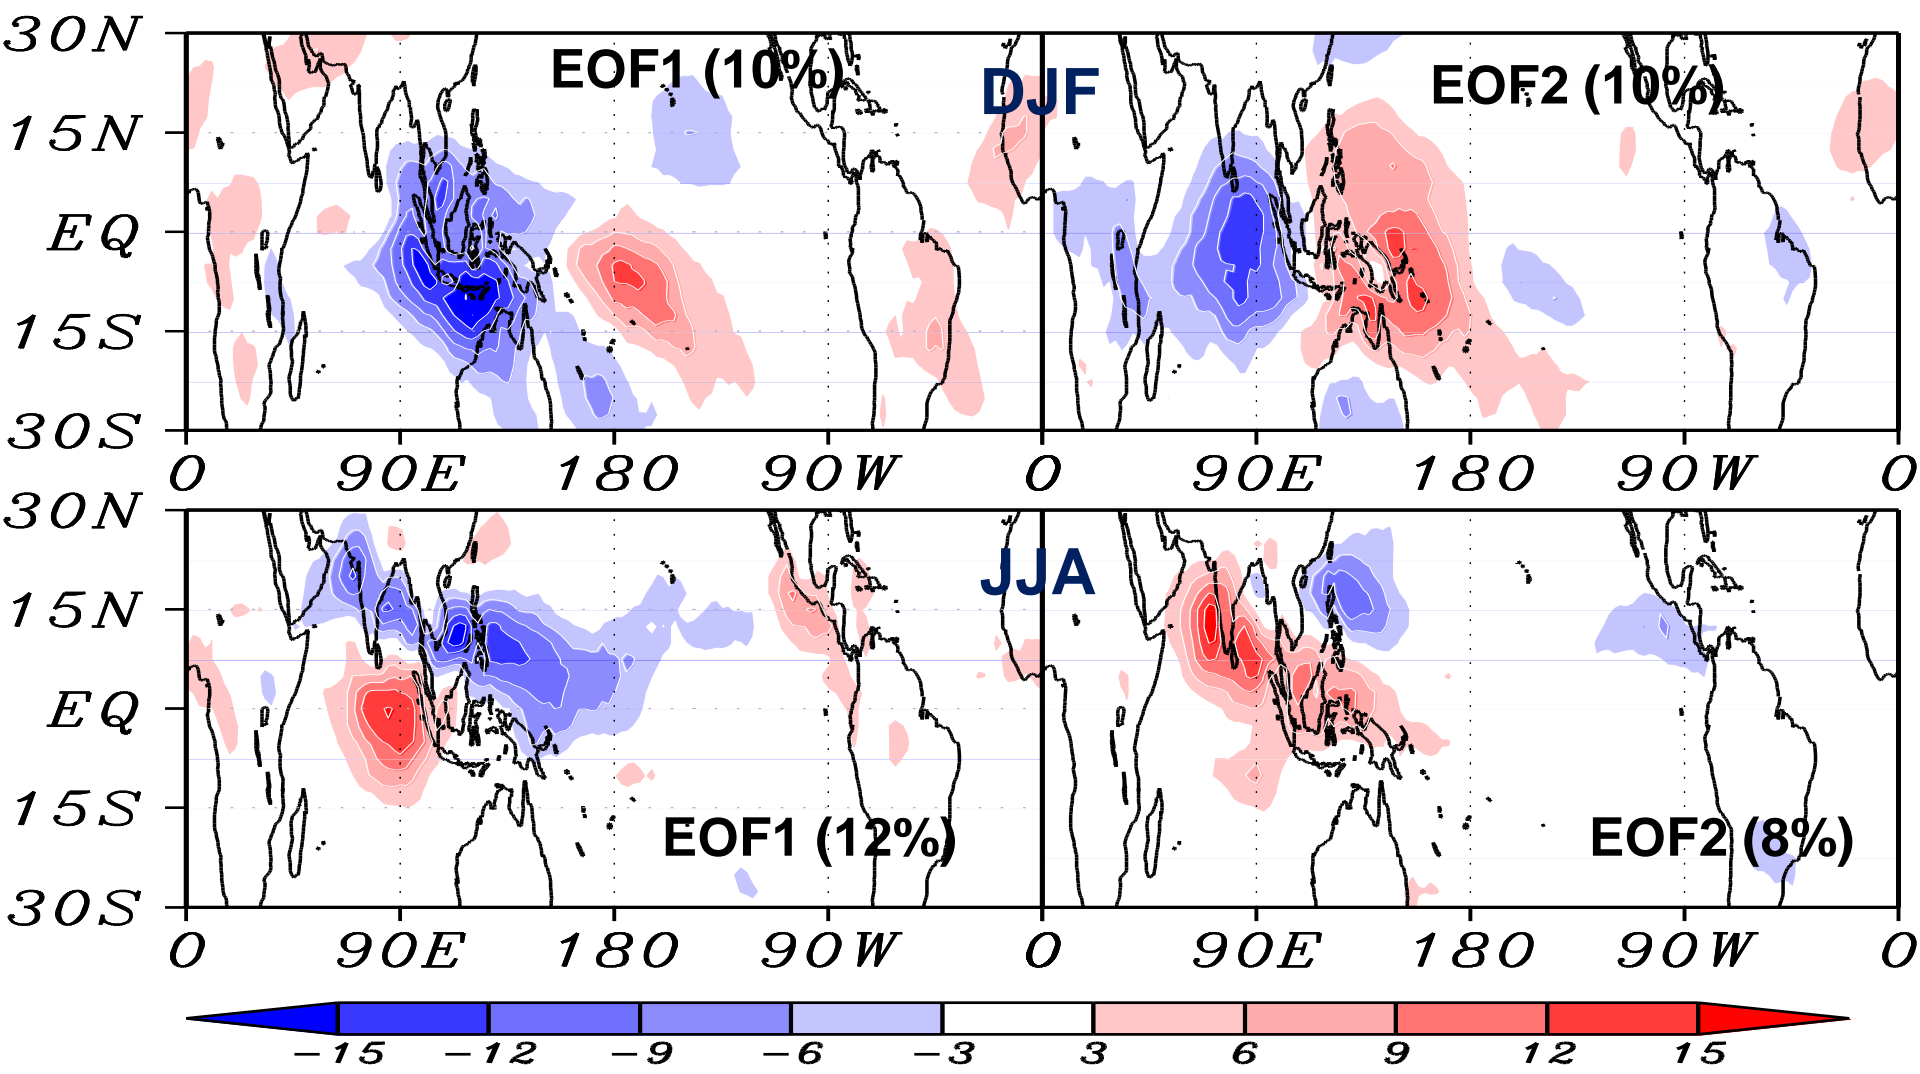 30N
EOF1 (10%)
DJF
EOF2 (10%)
15N
EQ
15S
30S
0 90E 180 90W 0 90E 180 90W 0
30N
JJA
15N
EQ
15S
EOF1 (12%)
EOF2 (8%)
30S
0 90E 180 90W 0 90E 180 90W 0
-15 -12 -9 -6 -3 3 6 9 12 15